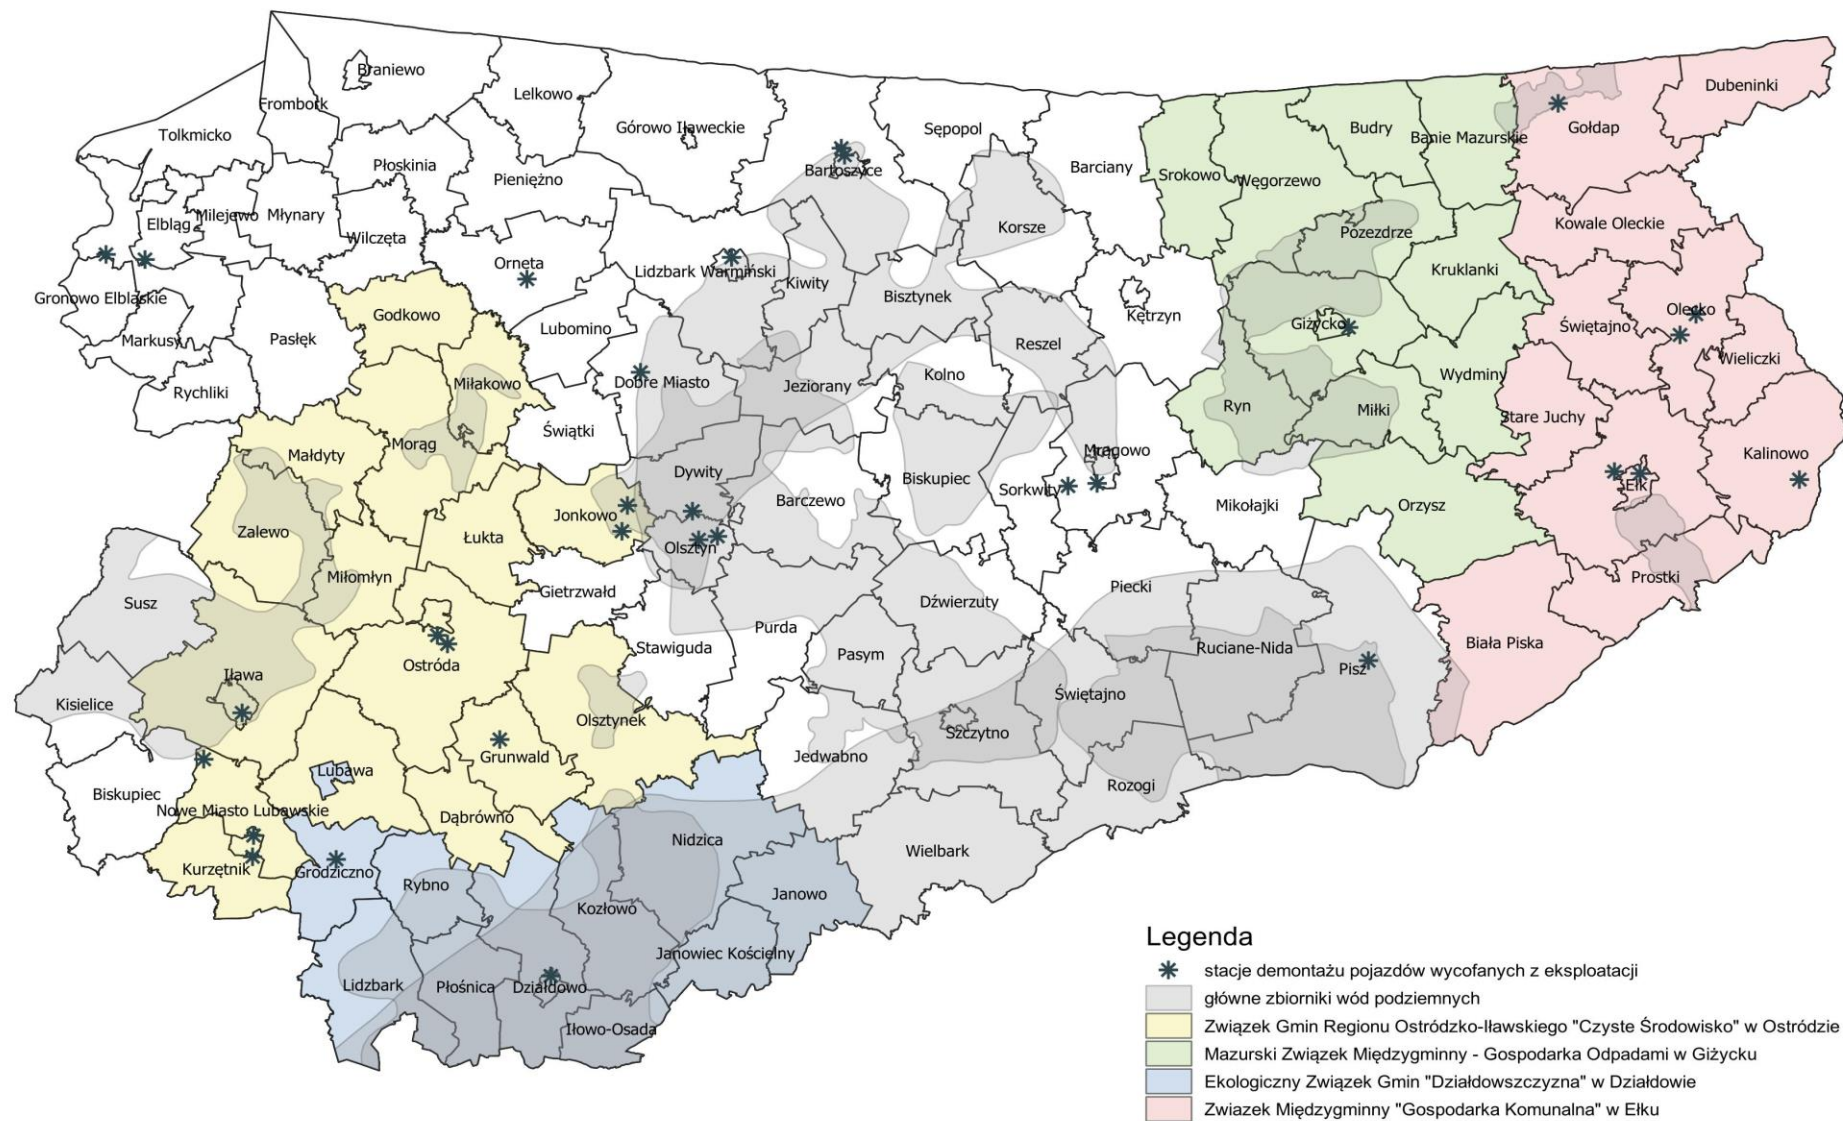 Braniewo
Lelkowo
Frombork
Tolkmicko
Górowo Iławeckie
Sępopol
Budry
Banie Mazurskie
Gołdap
Dubeninki
Płoskinia
Pieniężno
Bartoszyce
Barciany
Srokowo
Węgorzewo
Elbląg
Milejewo
Młynary
Wilczęta
Korsze
Pozezdrze
Kowale Oleckie
Orneta
Lidzbark Warmiński
Kiwity
Bisztynek
Kruklanki
Gronowo Elbląskie
Godkowo
Lubomino
Kętrzyn
Giżycko
Olecko
Świętajno
Markusy
Pasłęk
Reszel
Wieliczki
Rychliki
Miłakowo
Dobre Miasto
Jeziorany
Kolno
Wydminy
Ryn
Miłki
Stare Juchy
Świątki
Małdyty
Morąg
Mrągowo
Kalinowo
Dywity
Biskupiec
Sorkwity
Ełk
Barczewo
Mikołajki
Orzysz
Jonkowo
Zalewo
Łukta
Olsztyn
Miłomłyn
Gietrzwałd
Piecki
Prostki
Susz
Dźwierzuty
Purda
Stawiguda
Pasym
Ruciane-Nida
Biała Piska
Ostróda
Pisz
Iława
Świętajno
Kisielice
Olsztynek
Szczytno
Grunwald
Jedwabno
Lubawa
Rozogi
Biskupiec
Nowe Miasto Lubawskie
Dąbrówno
Nidzica
Wielbark
Kurzętnik
Grodziczno
Rybno
Janowo
Kozłowo
Janowiec Kościelny
Lidzbark
Płośnica
Działdowo
Iłowo-Osada
Legenda
stacje demontażu pojazdów wycofanych z eksploatacji
główne zbiorniki wód podziemnych
Związek Gmin Regionu Ostródzko-Iławskiego "Czyste Środowisko" w Ostródzie
Mazurski Związek Międzygminny - Gospodarka Odpadami w Giżycku
Ekologiczny Związek Gmin "Działdowszczyzna" w Działdowie
Zwiazek Międzygminny "Gospodarka Komunalna" w Ełku